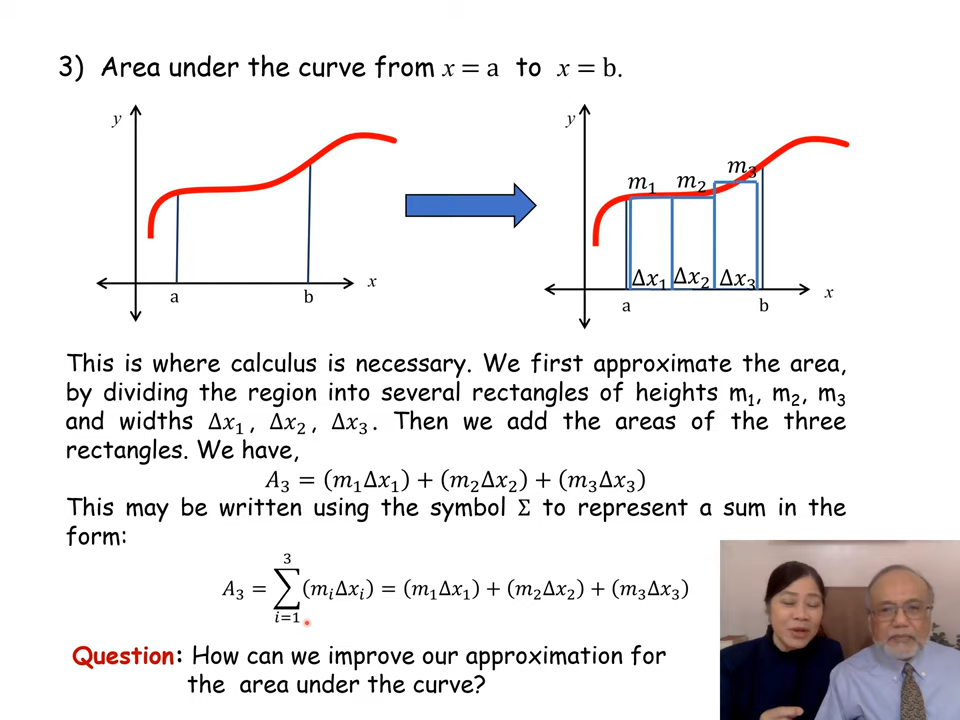 3) Area under the curve from x = a to x = b.
y
a
b
x
y
m₁
m₂
m₃
Δx₁
Δx₂
Δx₃
a
b
x
This is where calculus is necessary. We first approximate the area,
by dividing the region into several rectangles of heights m₁, m₂, m₃
and widths Δx₁, Δx₂, Δx₃. Then we add the areas of the three
rectangles. We have,
A₃ = (m₁Δx₁) + (m₂Δx₂) + (m₃Δx₃)
This may be written using the symbol Σ to represent a sum in the
form:
3
A₃ = ∑(mᵢΔxᵢ) = (m₁Δx₁) + (m₂Δx₂) + (m₃Δx₃)
i=1
Question: How can we improve our approximation for
the area under the curve?